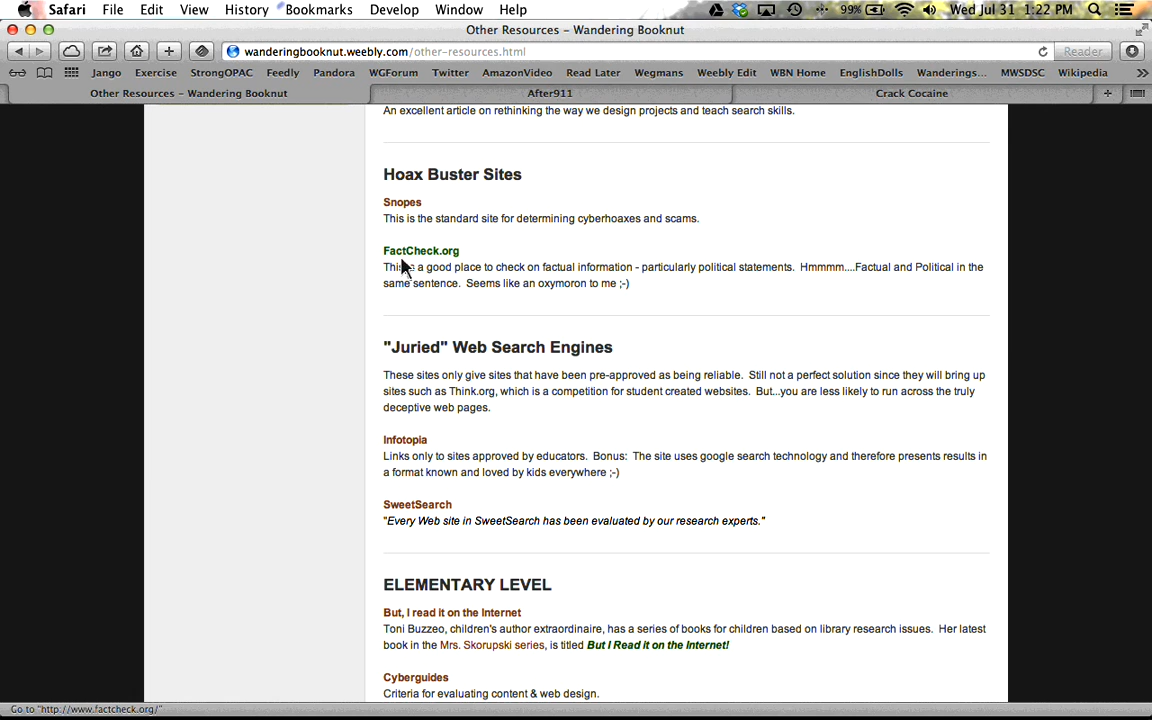 Safari File Edit View History Bookmarks Develop Window Help 99% Wed Jul 31 1:22 PM
Other Resources – Wandering Booknut
wanderingbooknut.weebly.com/other-resources.html Reader
Jango Exercise StrongOPAC Feedly Pandora WGForum Twitter AmazonVideo Read Later Wegmans Weebly Edit WBN Home EnglishDolls Wanderings... MWSDSC Wikipedia
Other Resources – Wandering Booknut After911 Crack Cocaine
An excellent article on rethinking the way we design projects and teach search skills.
Hoax Buster Sites
Snopes
This is the standard site for determining cyberhoaxes and scams.
FactCheck.org
a good place to check on factual information - particularly political statements. Hmmmm....Factual and Political in the
same sentence. Seems like an oxymoron to me ;-)
"Juried" Web Search Engines
These sites only give sites that have been pre-approved as being reliable. Still not a perfect solution since they will bring up
sites such as Think.org, which is a competition for student created websites. But...you are less likely to run across the truly
deceptive web pages.
Infotopia
Links only to sites approved by educators. Bonus: The site uses google search technology and therefore presents results in
a format known and loved by kids everywhere ;-)
SweetSearch
"Every Web site in SweetSearch has been evaluated by our research experts."
ELEMENTARY LEVEL
But, I read it on the Internet
Toni Buzzeo, children's author extraordinaire, has a series of books for children based on library research issues. Her latest
book in the Mrs. Skorupski series, is titled But I Read it on the Internet!
Cyberguides
Criteria for evaluating content & web design.
Go to "http://www.factcheck.org/"